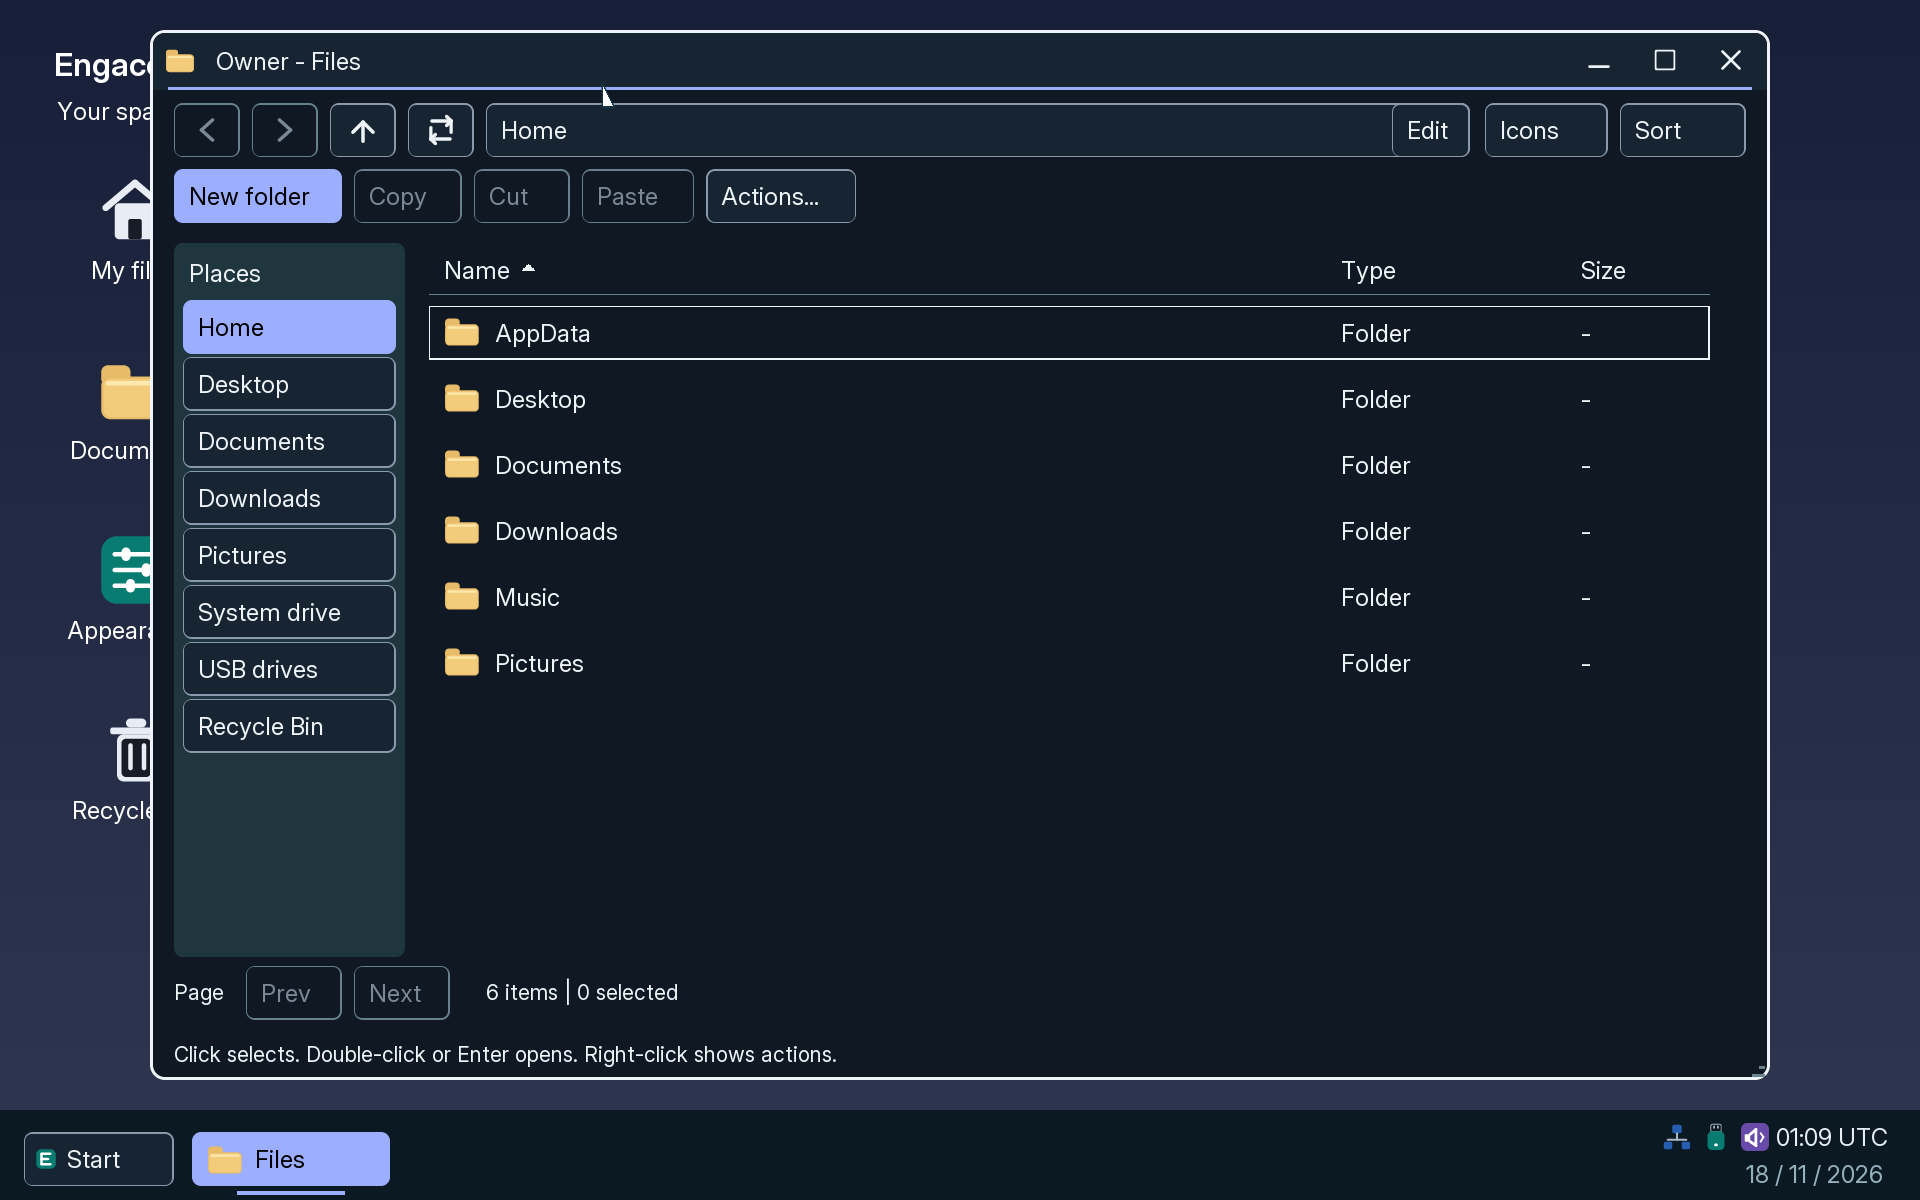 Engac
Your spa
My fil
Docum
Appear
Recycle
Owner - Files
Home
Edit
Icons
Sort
New folder
Copy
Cut
Paste
Actions...
Places
Home
Desktop
Documents
Downloads
Pictures
System drive
USB drives
Recycle Bin
Name
Type
Size
AppData
Folder
-
Desktop
Folder
-
Documents
Folder
-
Downloads
Folder
-
Music
Folder
-
Pictures
Folder
-
Page
Prev
Next
6 items | 0 selected
Click selects. Double-click or Enter opens. Right-click shows actions.
E
Start
Files
01:09 UTC
18 / 11 / 2026